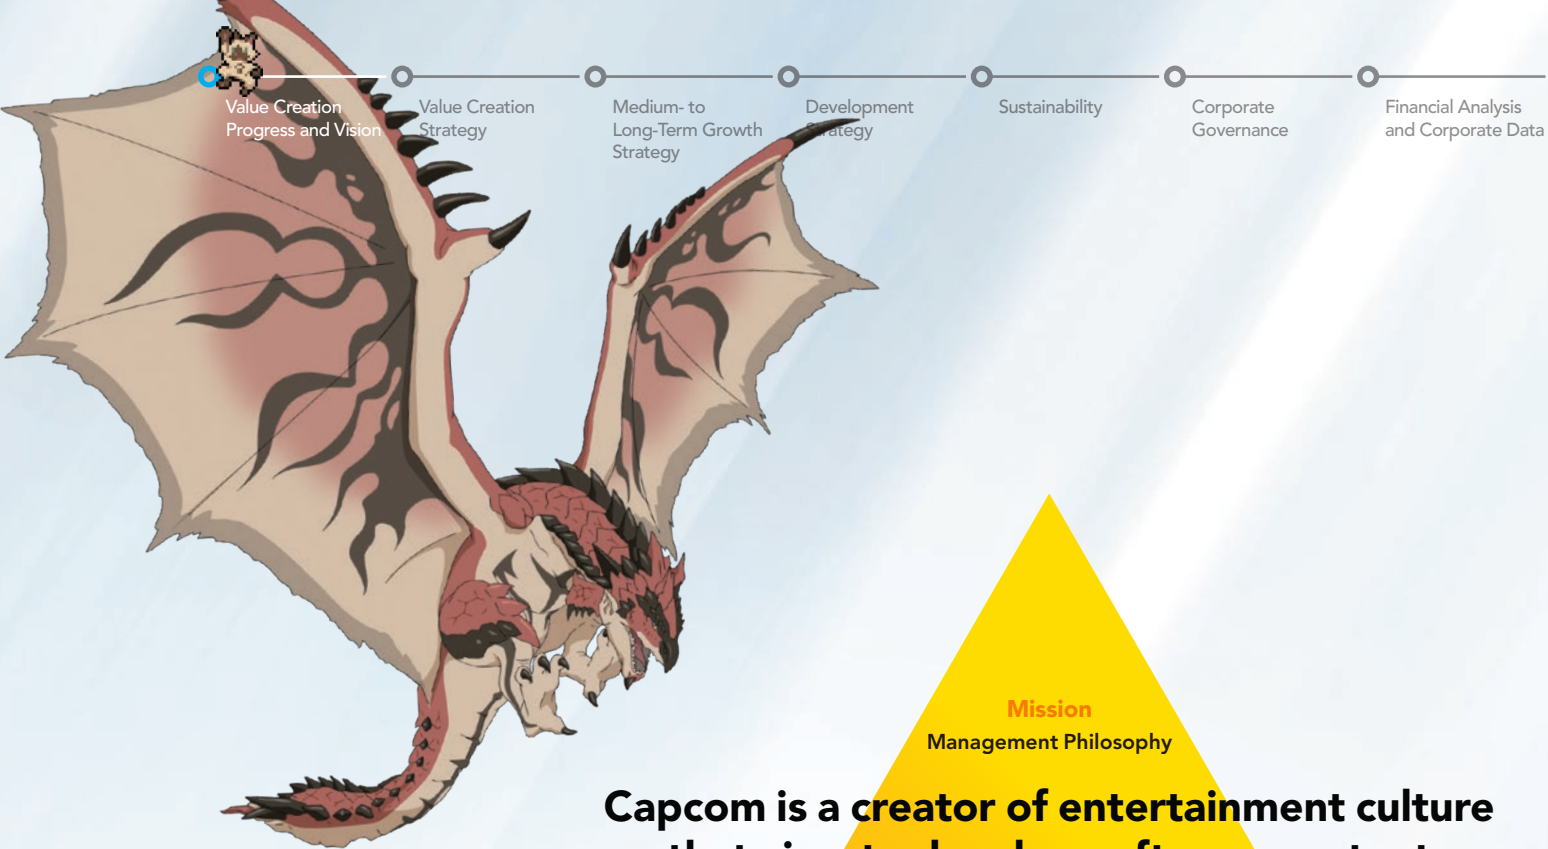 Value Creation
Progress and Vision
Value Creation
Strategy
Medium- to
Long-Term Growth
Strategy
Development
Strategy
Sustainability
Corporate
Governance
Financial Analysis
and Corporate Data
Mission
Management Philosophy
Capcom is a creator of entertainment culture